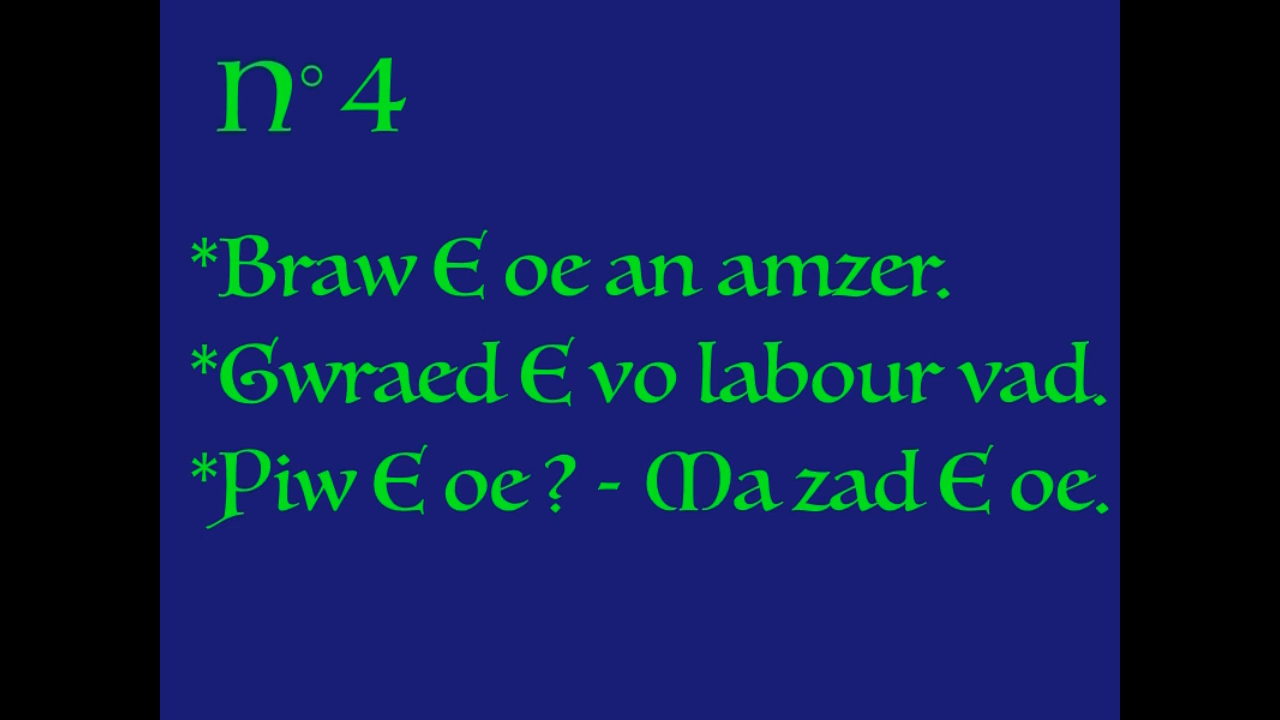 N° 4
*Braw E oe an amzer.
*Gwraed E vo labour vad.
*Piw E oe ? - Ma zad E oe.